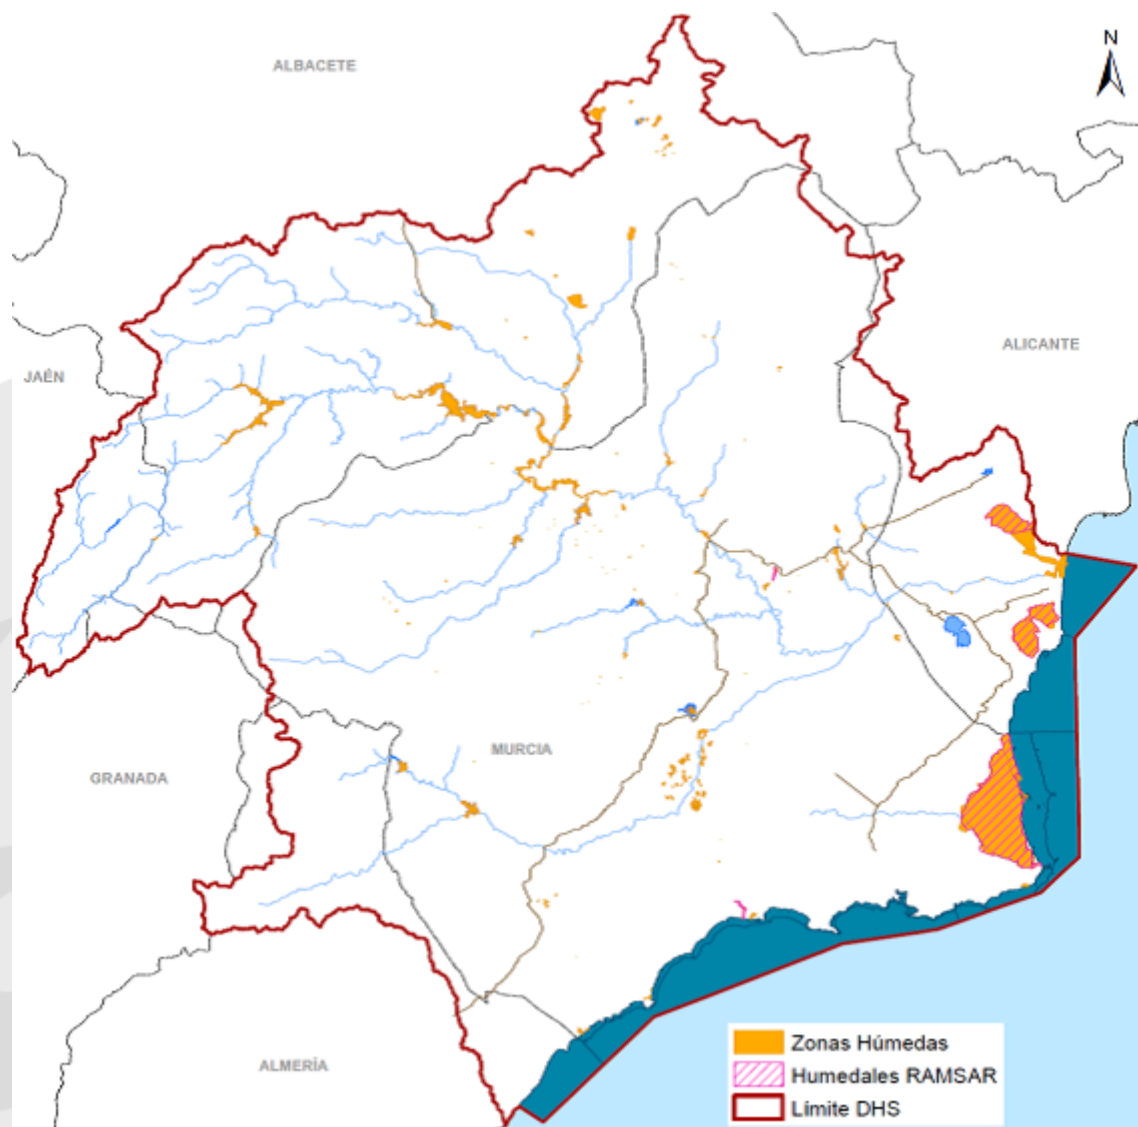 N
ALBACETE
ALICANTE
JAÉN
MURCIA
GRANADA
ALMERÍA
Zonas Húmedas
Humedales RAMSAR
Límite DHS